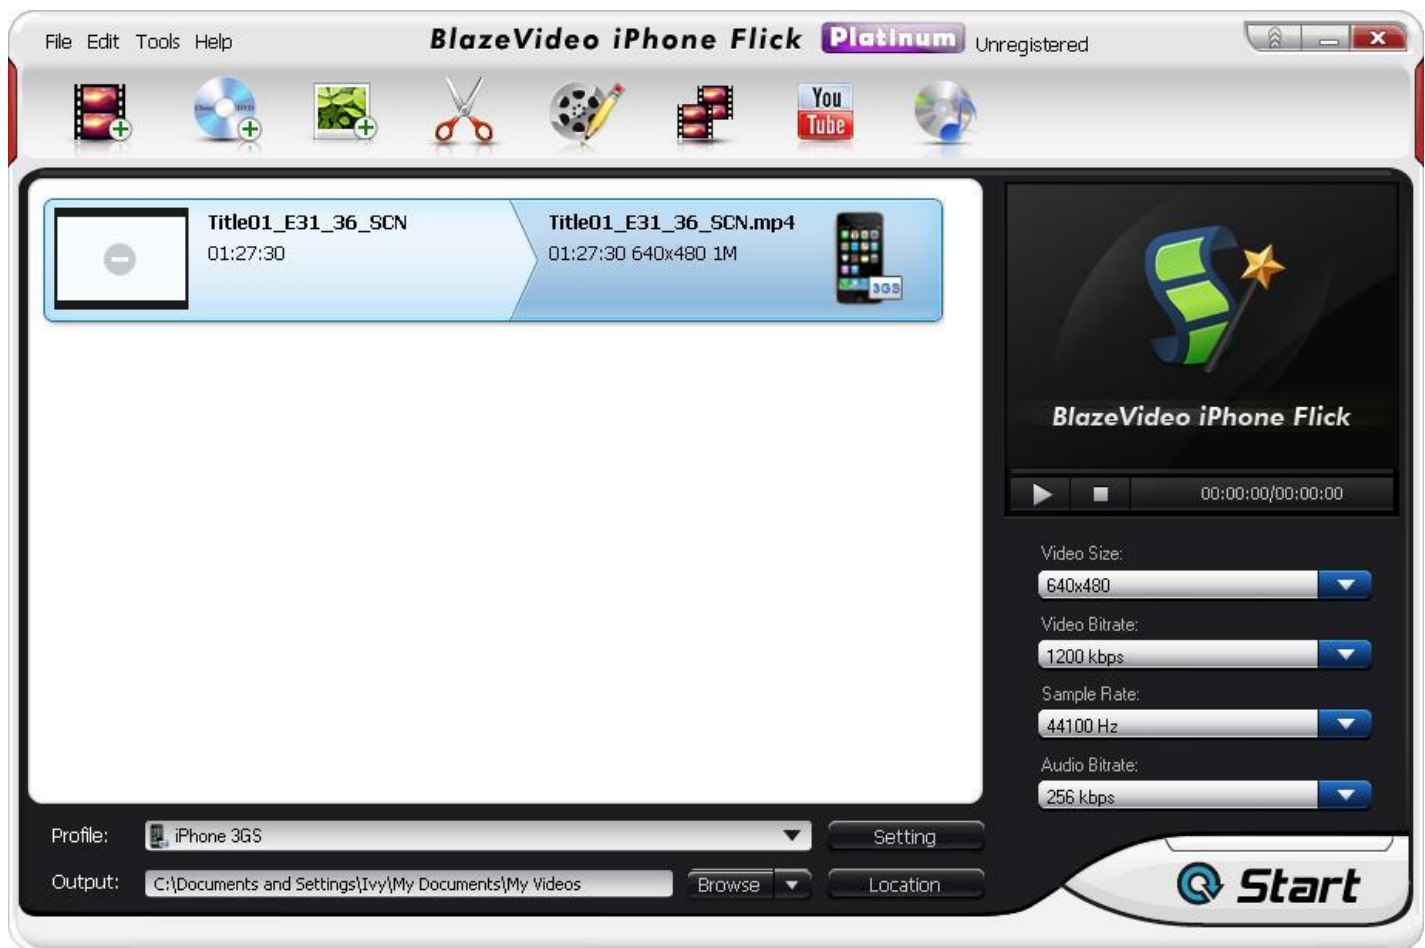 File Edit Tools Help
BlazeVideo iPhone Flick Platinum Unregistered
You
Tube
Title01_E31_36_SCN
01:27:30
Title01_E31_36_SCN.mp4
01:27:30 640x480 1M
3GS
BlazeVideo iPhone Flick
00:00:00/00:00:00
Video Size:
640x480
Video Bitrate:
1200 kbps
Sample Rate:
44100 Hz
Audio Bitrate:
256 kbps
Profile: iPhone 3GS Setting
Output: C:\Documents and Settings\Ivy\My Documents\My Videos Browse Location
Start